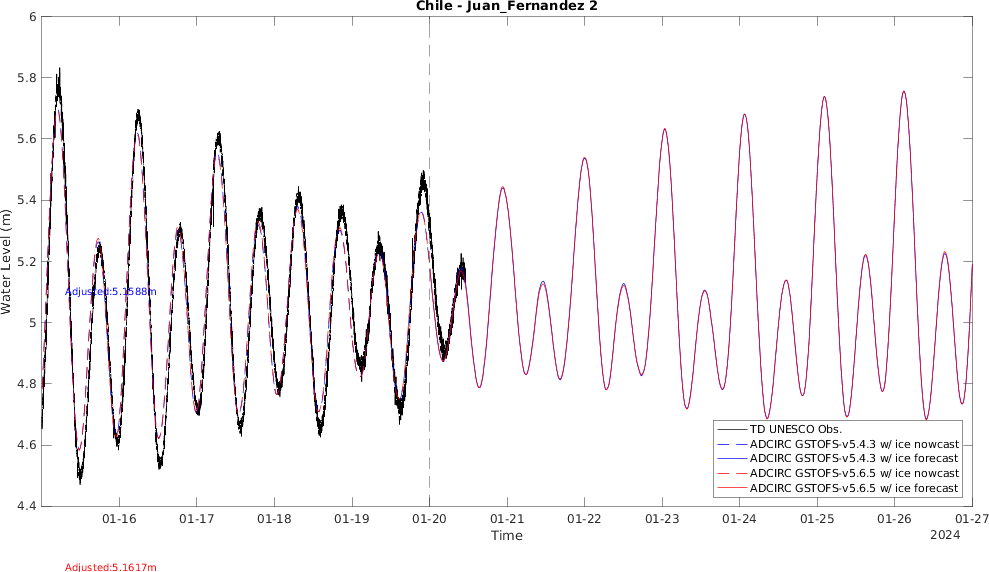 Chile - Juan_Fernandez 2
Water Level (m)
6
5.8
5.6
5.4
5.2
5
4.8
4.6
4.4
Adjusted:5.1588m
TD UNESCO Obs.
ADCIRC GSTOFS-v5.4.3 w/ ice nowcast
ADCIRC GSTOFS-v5.4.3 w/ ice forecast
ADCIRC GSTOFS-v5.6.5 w/ ice nowcast
ADCIRC GSTOFS-v5.6.5 w/ ice forecast
01-16 01-17 01-18 01-19 01-20 01-21 01-22 01-23 01-24 01-25 01-26 01-27
Time
2024
Adjusted:5.1617m